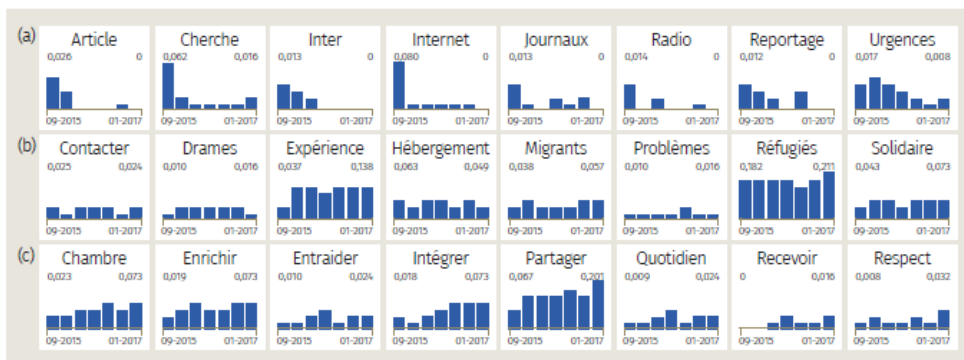 (a) Article Cherche Inter Internet Journaux Radio Reportage Urgences
0,026 0 0,062 0,016 0,013 0 0,080 0 0,013 0 0,014 0 0,012 0 0,017 0,008
09-2015 01-2017 09-2015 01-2017 09-2015 01-2017 09-2015 01-2017 09-2015 01-2017 09-2015 01-2017 09-2015 01-2017 09-2015 01-2017
(b) Contacter Drames Expérience Hébergement Migrants Problèmes Réfugiés Solidaire
0,025 0,024 0,010 0,016 0,037 0,138 0,063 0,049 0,038 0,057 0,010 0,016 0,182 0,211 0,043 0,073
09-2015 01-2017 09-2015 01-2017 09-2015 01-2017 09-2015 01-2017 09-2015 01-2017 09-2015 01-2017 09-2015 01-2017 09-2015 01-2017
(c) Chambre Enrichir Entraider Intégrer Partager Quotidien Recevoir Respect
0,023 0,073 0,019 0,073 0,010 0,024 0,018 0,073 0,067 0,201 0,009 0,024 0 0,016 0,008 0,032
09-2015 01-2017 09-2015 01-2017 09-2015 01-2017 09-2015 01-2017 09-2015 01-2017 09-2015 01-2017 09-2015 01-2017 09-2015 01-2017